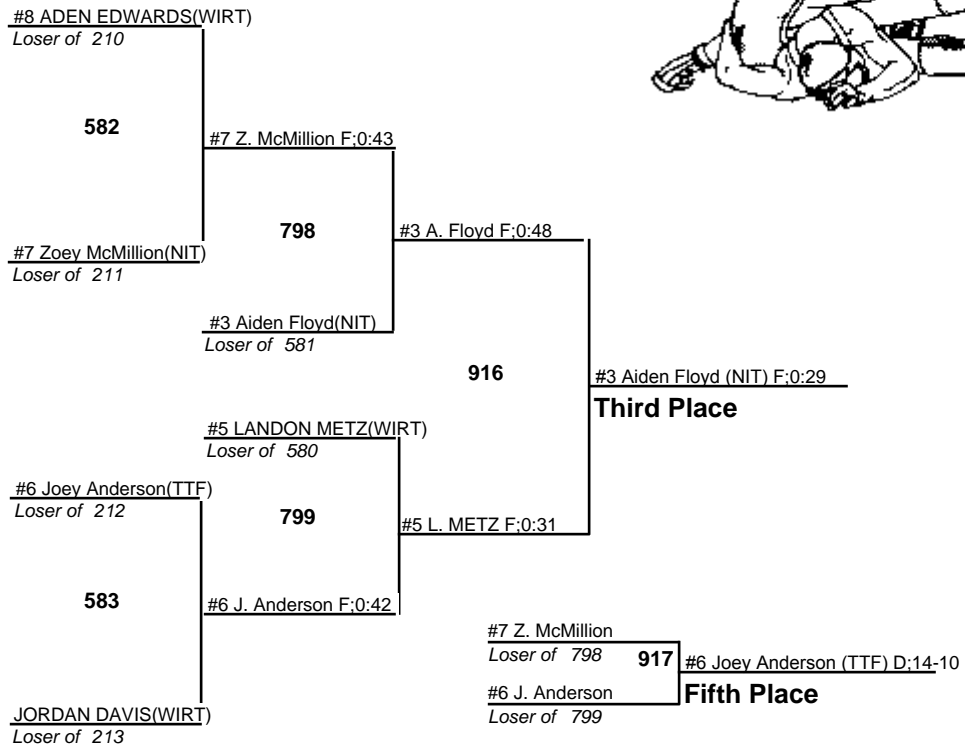 #8 ADEN EDWARDS(WIRT)
Loser of 210
582
#7 Z. McMillion F;0:43
798
#3 A. Floyd F;0:48
#7 Zoey McMillion(NIT)
Loser of 211
#3 Aiden Floyd(NIT)
Loser of 581
916
#3 Aiden Floyd (NIT) F;0:29
Third Place
#5 LANDON METZ(WIRT)
Loser of 580
#6 Joey Anderson(TTF)
Loser of 212
799
#5 L. METZ F;0:31
583
#6 J. Anderson F;0:42
#7 Z. McMillion
Loser of 798
917
#6 Joey Anderson (TTF) D;14-10
Fifth Place
#6 J. Anderson
Loser of 799
JORDAN DAVIS(WIRT)
Loser of 213